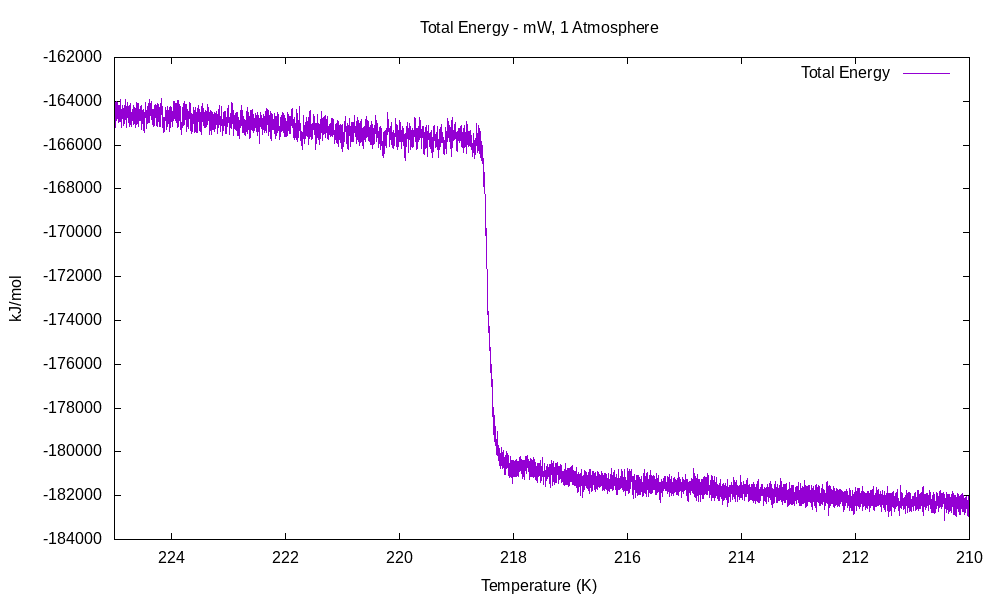 Total Energy - mW, 1 Atmosphere
Total Energy
-162000
-164000
-166000
-168000
-170000
-172000
-174000
-176000
-178000
-180000
-182000
-184000
kJ/mol
224 222 220 218 216 214 212 210
Temperature (K)